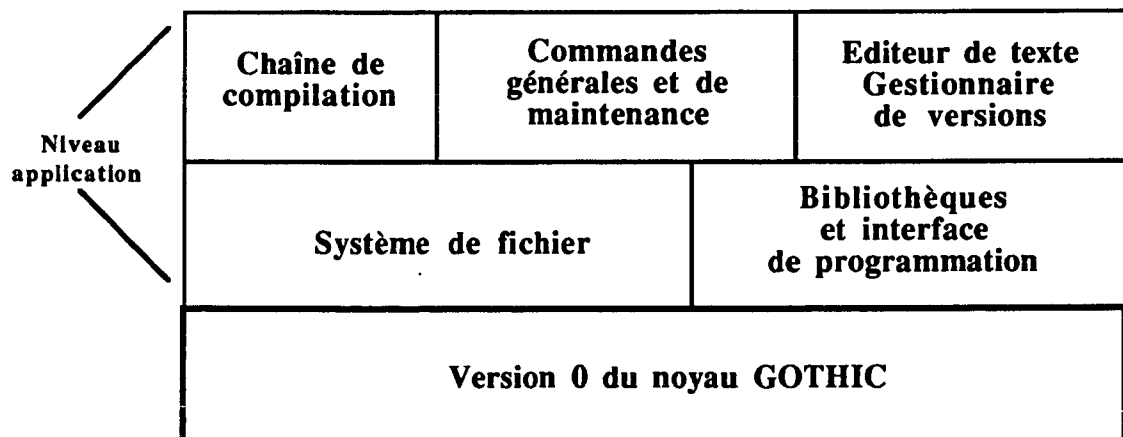 Chaîne de
compilation
Commandes
générales et de
maintenance
Editeur de texte
Gestionnaire
de versions
Niveau
application
Système de fichier
Bibliothèques
et interface
de programmation
Version 0 du noyau GOTHIC